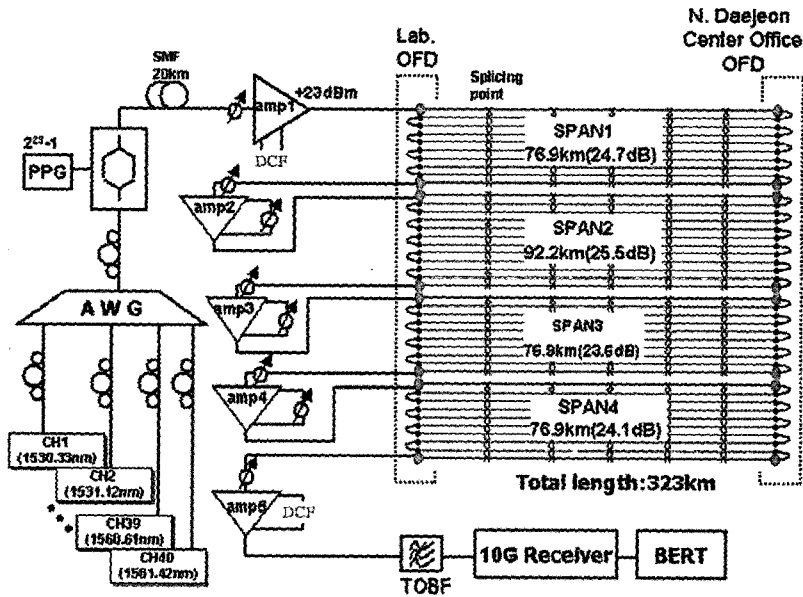 N. Daejeon
Center Office
OFD
Lab.
OFD
SMF
20km
+23dBm
amp1
Splicing
point
DCF
SPAN1
76.9km(24.7dB)
2²³-1
PPG
amp2
SPAN2
92.2km(25.5dB)
AWG
amp3
SPAN3
76.9km(23.6dB)
amp4
SPAN4
76.9km(24.1dB)
CH1
(1530.33nm)
CH2
(1531.12nm)
CH39
(1560.61nm)
CH40
(1561.42nm)
amp5
DCF
Total length:323km
TOBF
10G Receiver
BERT